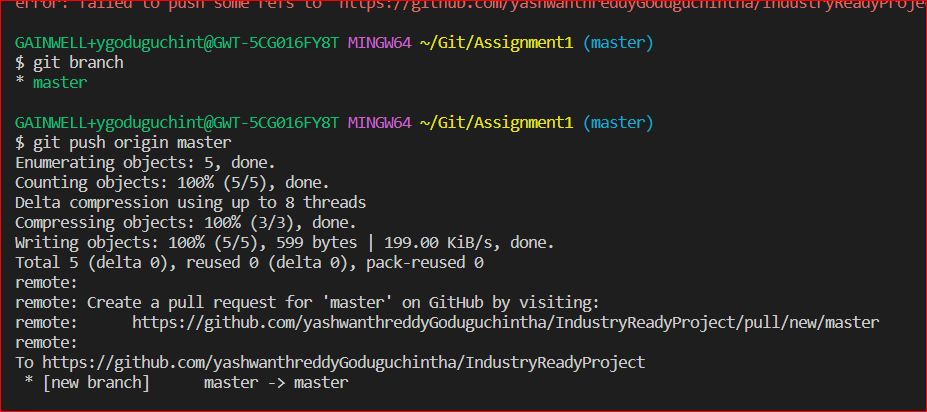 error: failed to push some refs to 'https://github.com/yashwanthreddyGoduguchintha/IndustryReadyProje
GAINWELL+ygoduguchint@GWT-5CG016FY8T MINGW64 ~/Git/Assignment1 (master)
$ git branch
* master
GAINWELL+ygoduguchint@GWT-5CG016FY8T MINGW64 ~/Git/Assignment1 (master)
$ git push origin master
Enumerating objects: 5, done.
Counting objects: 100% (5/5), done.
Delta compression using up to 8 threads
Compressing objects: 100% (3/3), done.
Writing objects: 100% (5/5), 599 bytes | 199.00 KiB/s, done.
Total 5 (delta 0), reused 0 (delta 0), pack-reused 0
remote:
remote: Create a pull request for 'master' on GitHub by visiting:
remote:      https://github.com/yashwanthreddyGoduguchintha/IndustryReadyProject/pull/new/master
remote:
To https://github.com/yashwanthreddyGoduguchintha/IndustryReadyProject
 * [new branch]      master -> master